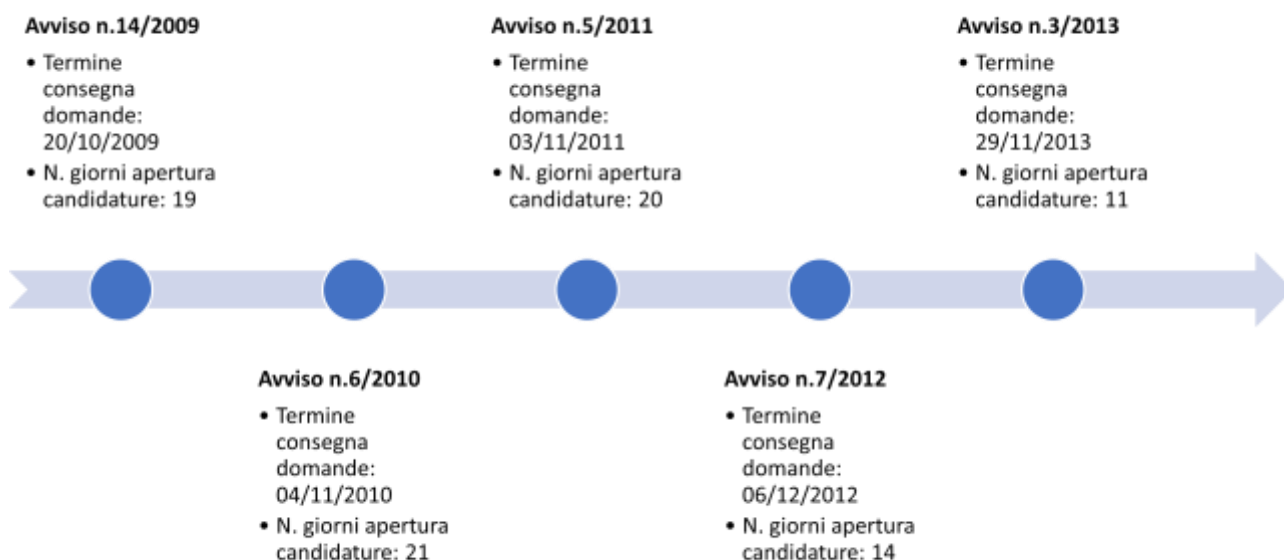 Avviso n.14/2009
• Termine
consegna
domande:
20/10/2009
• N. giorni apertura
candidature: 19
Avviso n.5/2011
• Termine
consegna
domande:
03/11/2011
• N. giorni apertura
candidature: 20
Avviso n.3/2013
• Termine
consegna
domande:
29/11/2013
• N. giorni apertura
candidature: 11
Avviso n.6/2010
• Termine
consegna
domande:
04/11/2010
• N. giorni apertura
candidature: 21
Avviso n.7/2012
• Termine
consegna
domande:
06/12/2012
• N. giorni apertura
candidature: 14